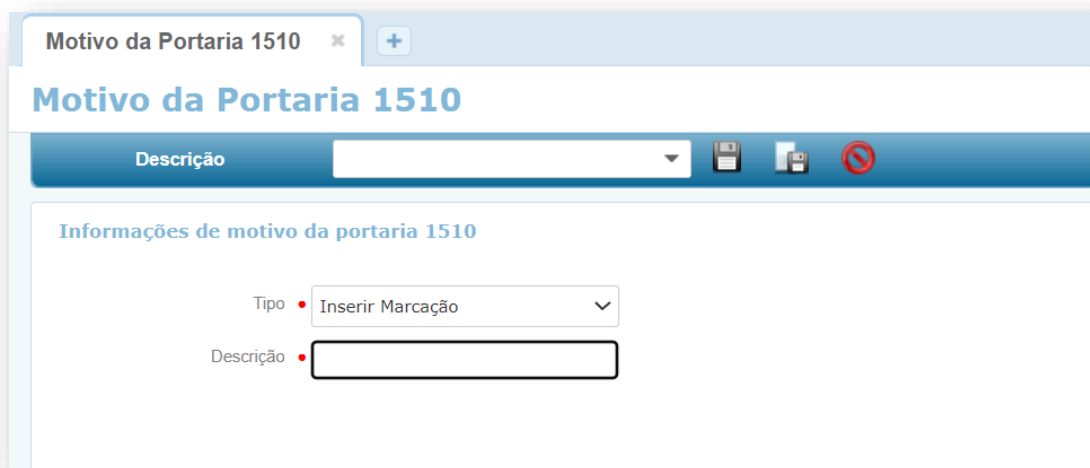 Motivo da Portaria 1510
Motivo da Portaria 1510
Descrição
Informações de motivo da portaria 1510
Tipo • Inserir Marcação
Descrição •